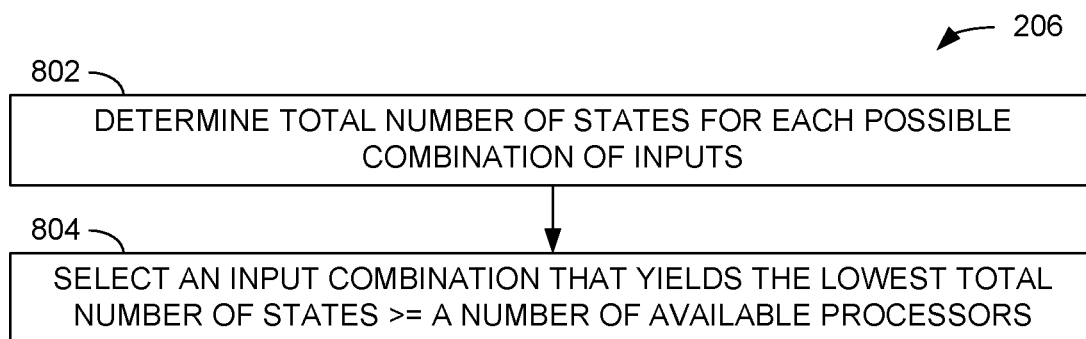 206
802
DETERMINE TOTAL NUMBER OF STATES FOR EACH POSSIBLE
COMBINATION OF INPUTS
804
SELECT AN INPUT COMBINATION THAT YIELDS THE LOWEST TOTAL
NUMBER OF STATES >= A NUMBER OF AVAILABLE PROCESSORS